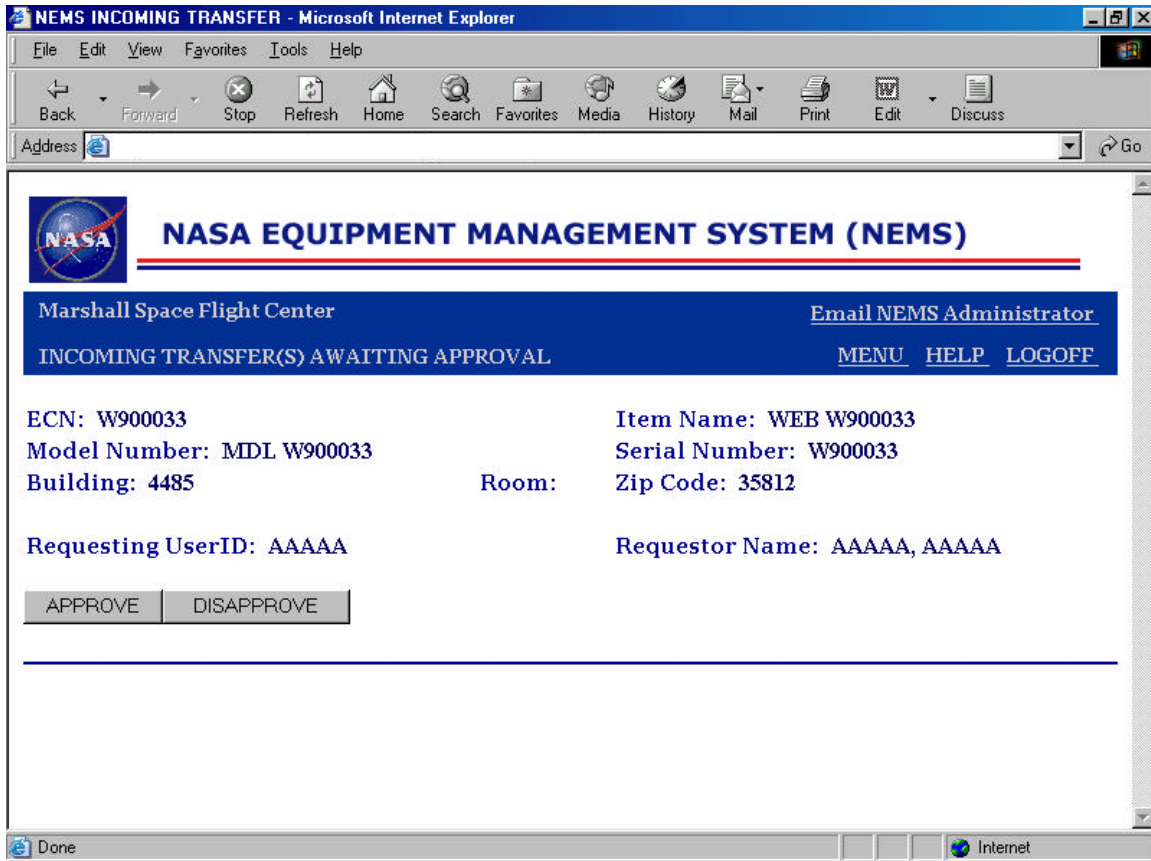 NEMS INCOMING TRANSFER - Microsoft Internet Explorer
File Edit View Favorites Tools Help
Back Forward Stop Refresh Home Search Favorites Media History Mail Print Edit Discuss
Address Go
NASA
NASA EQUIPMENT MANAGEMENT SYSTEM (NEMS)
Marshall Space Flight Center Email NEMS Administrator
INCOMING TRANSFER(S) AWAITING APPROVAL MENU HELP LOGOFF
ECN: W900033 Item Name: WEB W900033
Model Number: MDL W900033 Serial Number: W900033
Building: 4485 Room: Zip Code: 35812
Requesting UserID: AAAAA Requestor Name: AAAAA, AAAAA
APPROVE DISAPPROVE
Done Internet